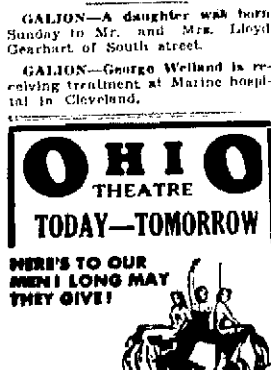 GALION—A daughter was born
Sunday to Mr. and Mrs. Lloyd
Gearhart of South street.
GALION—George Weiland is re-
ceiving treatment at Marine hospi-
tal in Cleveland.
OHIO
THEATRE
TODAY—TOMORROW
HERE'S TO OUR
MEN! LONG MAY
THEY GIVE!